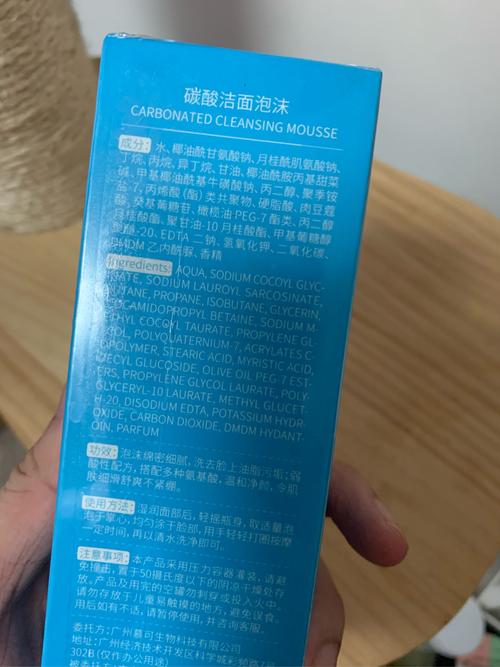 碳酸洁面泡沫
CARBONATED CLEANSING MOUSSE
成分: 水、椰油酰甘氨酸钠、月桂酰肌氨酸钠、
丁烷、丙烷、异丁烷、甘油、椰油酰胺丙基甜菜
碱、甲基椰油酰基牛磺酸钠、丙二醇、聚季铵
盐-7、丙烯酸(酯)类共聚物、硬脂酸、肉豆蔻
酸、癸基葡糖苷、橄榄油 PEG-7 酯类、丙二醇
月桂酸酯、聚甘油-10 月桂酸酯、甲基葡糖醇
聚醚-20、EDTA 二钠、氢氧化钾、二氧化碳、
DMDM 乙内酰脲、香精
Ingredients: AQUA, SODIUM COCOYL GLYC-
INATE, SODIUM LAUROYL SARCOSINATE,
BUTANE, PROPANE, ISOBUTANE, GLYCERIN,
COCAMIDOPROPYL BETAINE, SODIUM M-
ETHYL COCOYL TAURATE, PROPYLENE GL-
YCOL, POLYQUATERNIUM-7, ACRYLATES C-
OPOLYMER, STEARIC ACID, MYRISTIC ACID,
DECYL GLUCOSIDE, OLIVE OIL PEG-7 EST-
ERS, PROPYLENE GLYCOL LAURATE, POLY-
GLYCERYL-10 LAURATE, METHYL GLUCET
H-20, DISODIUM EDTA, POTASSIUM HYDR-
OXIDE, CARBON DIOXIDE, DMDM HYDANT-
OIN, PARFUM
功效: 泡沫绵密细腻，洗去脸上油脂污垢；弱
酸性配方，搭配多种氨基酸，温和净颜，令肌
肤细滑舒爽不紧绷。
使用方法: 湿润面部后，轻摇瓶身，取适量泡
泡于掌心，均匀涂于脸部，用手轻轻打圈按摩
一定时间，再以清水洗净即可。
注意事项: 本产品采用压力容器灌装，请避
免撞击，置于50摄氏度以下的阴凉干燥处存
放。产品及用完的空罐勿刺穿或投入火中。
请勿存放于儿童易触摸的地方，避免误食。
用后如有不适，请暂停使用，并咨询客服。
委托方: 广州慕可生物科技有限公司
地址: 广州经济技术开发区科学城彩频路7号
302B (仅作办公用途)